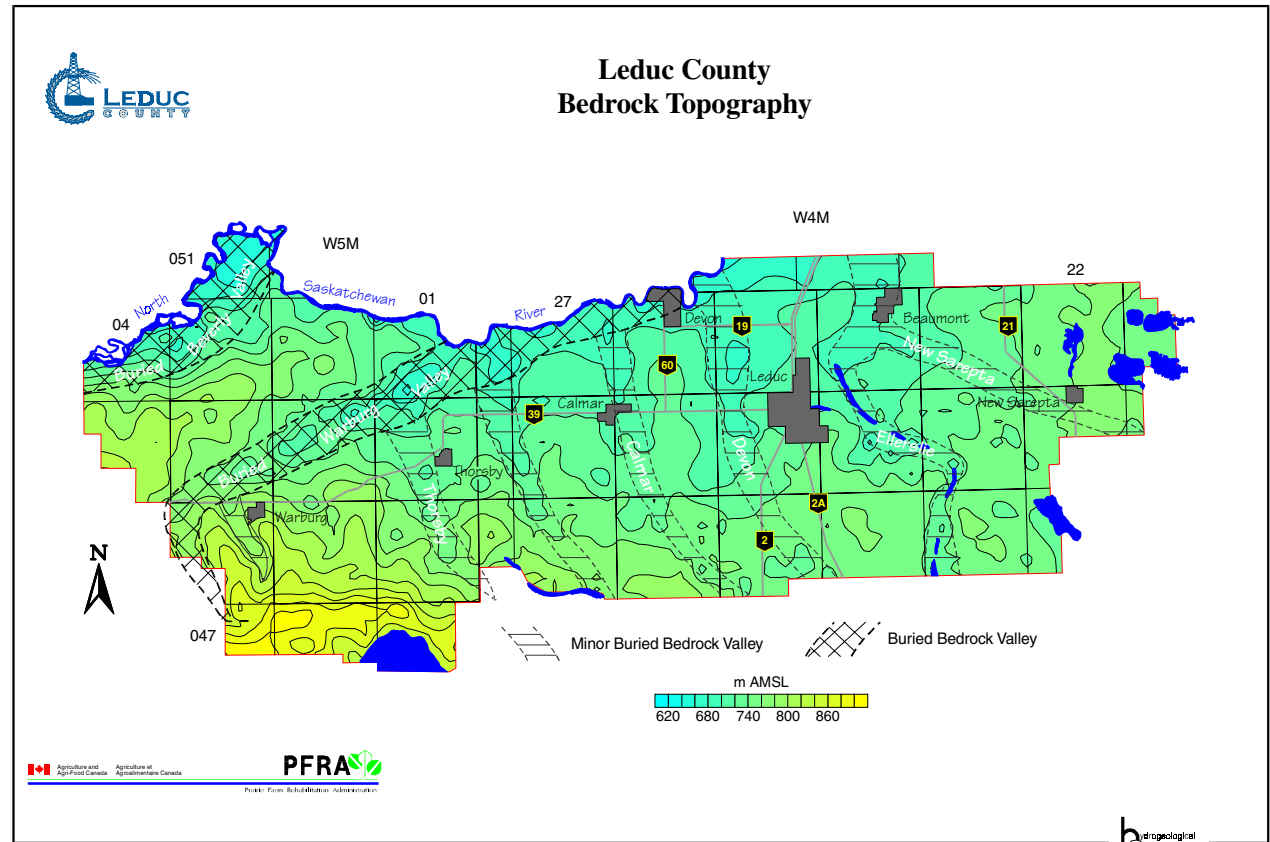 Leduc County
Bedrock Topography
LEDUC
COUNTY
W4M
W5M
051
22
North
Saskatchewan
River
01
27
04
Buried
Berrly
Valley
Devon
19
Beaumont
21
60
New Sarepta
Leduc
Buried
Warburg
Valley
39
Calmar
New Sarepta
Ellerslie
Thorsby
Thorsby
Calmar
Devon
Warburg
2A
2
N
047
Minor Buried Bedrock Valley
Buried Bedrock Valley
m AMSL
620 680 740 800 860
Agriculture and
Agri-Food Canada
Agriculture et
Agroalimentaire Canada
PFRA
Prairie Farm Rehabilitation Administration
hydrogeological